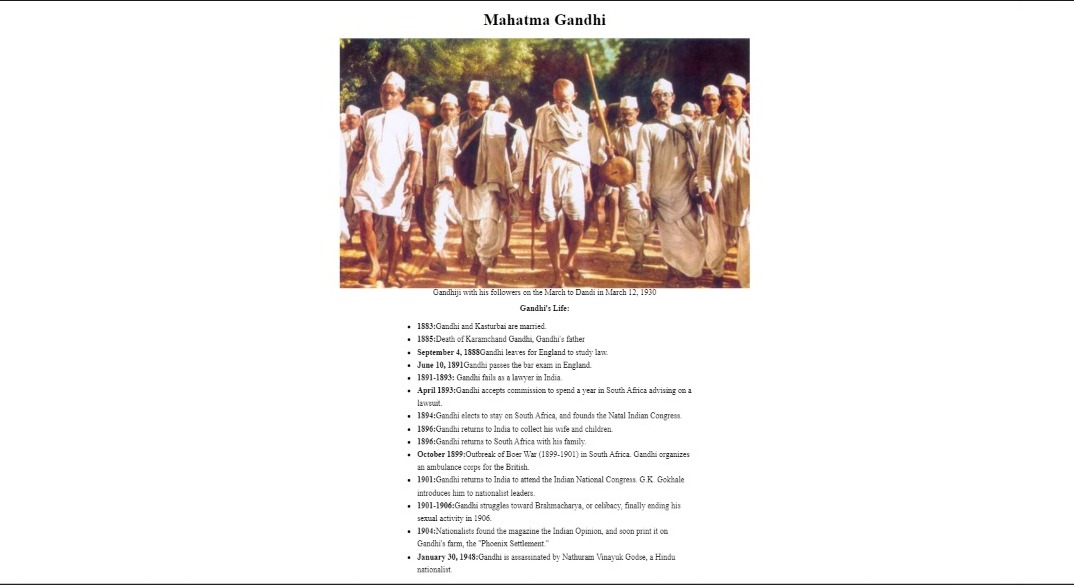 Mahatma Gandhi
Gandhiji with his followers on the March to Dandi in March 12, 1930
Gandhi's Life:
1883:Gandhi and Kasturbai are married.
1885:Death of Karamchand Gandhi, Gandhi's father
September 4, 1888Gandhi leaves for England to study law.
June 10, 1891Gandhi passes the bar exam in England.
1891-1893: Gandhi fails as a lawyer in India.
April 1893:Gandhi accepts commission to spend a year in South Africa advising on a
lawsuit.
1894:Gandhi elects to stay on South Africa, and founds the Natal Indian Congress.
1896:Gandhi returns to India to collect his wife and children.
1896:Gandhi returns to South Africa with his family.
October 1899:Outbreak of Boer War (1899-1901) in South Africa. Gandhi organizes
an ambulance corps for the British.
1901:Gandhi returns to India to attend the Indian National Congress. G.K. Gokhale
introduces him to nationalist leaders.
1901-1906:Gandhi struggles toward Brahmacharya, or celibacy, finally ending his
sexual activity in 1906.
1904:Nationalists found the magazine the Indian Opinion, and soon print it on
Gandhi's farm, the "Phoenix Settlement."
January 30, 1948:Gandhi is assassinated by Nathuram Vinayuk Godse, a Hindu
nationalist.